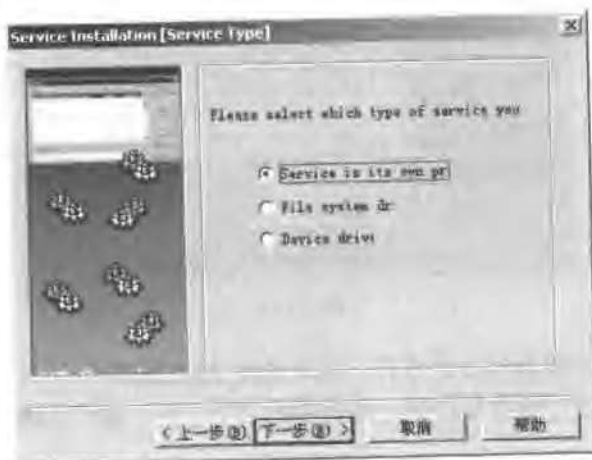 Service Installation [Service Type]
Please select which type of service you
Service is its own pr
File system dr
Device drive
< 上一步(B)
下一步(N) >
取消
帮助